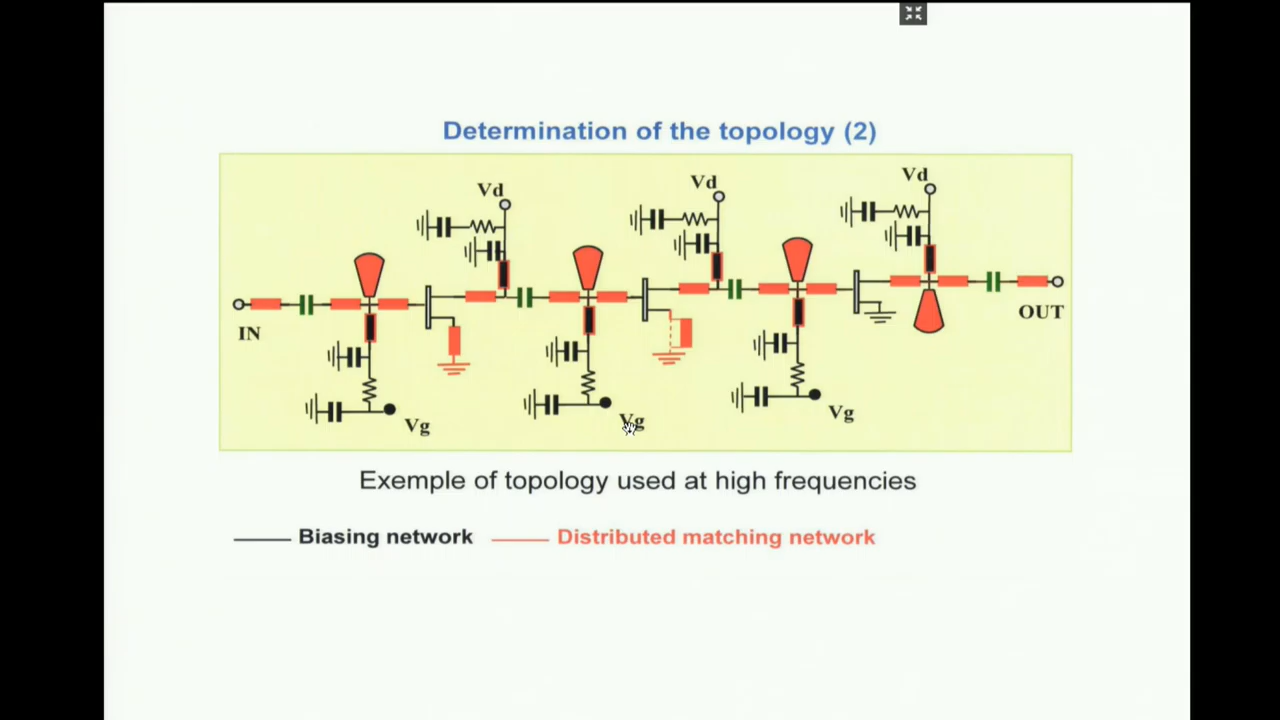 Determination of the topology (2)
Vd
Vd
Vd
IN
OUT
Vg
Vg
Vg
Exemple of topology used at high frequencies
Biasing network
Distributed matching network